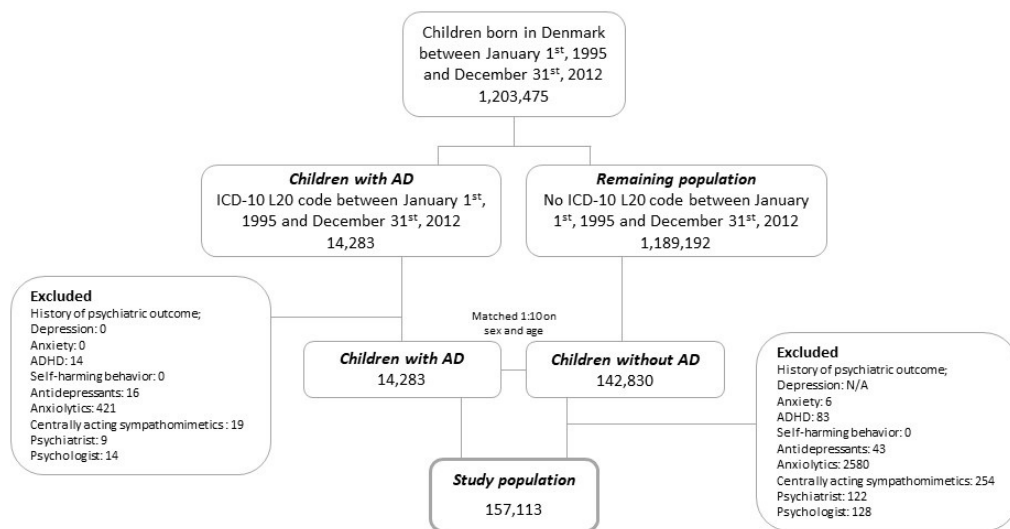 Children born in Denmark
between January 1st, 1995
and December 31st, 2012
1,203,475
Children with AD
ICD-10 L20 code between January 1st,
1995 and December 31st, 2012
14,283
Remaining population
No ICD-10 L20 code between January
1st, 1995 and December 31st, 2012
1,189,192
Excluded
History of psychiatric outcome;
Depression: 0
Anxiety: 0
ADHD: 14
Self-harming behavior: 0
Antidepressants: 16
Anxiolytics: 421
Centrally acting sympathomimetics : 19
Psychiatrist: 9
Psychologist: 14
Matched 1:10 on
sex and age
Children with AD
14,283
Children without AD
142,830
Excluded
History of psychiatric outcome;
Depression: N/A
Anxiety: 6
ADHD: 83
Self-harming behavior: 0
Antidepressants: 43
Anxiolytics: 2580
Centrally acting sympathomimetics: 254
Psychiatrist: 122
Psychologist: 128
Study population
157,113